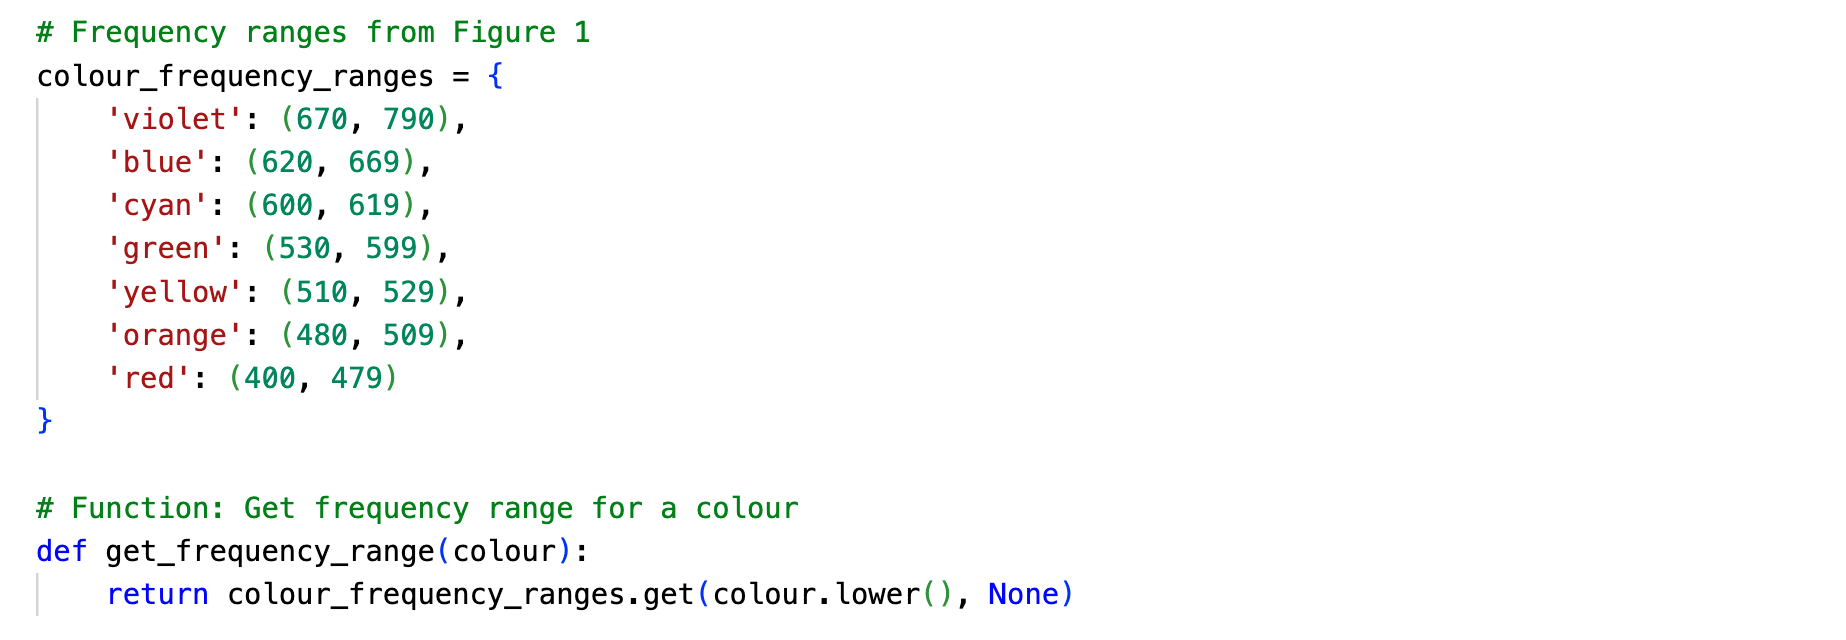 # Frequency ranges from Figure 1
colour_frequency_ranges = {
    'violet': (670, 790),
    'blue': (620, 669),
    'cyan': (600, 619),
    'green': (530, 599),
    'yellow': (510, 529),
    'orange': (480, 509),
    'red': (400, 479)
}

# Function: Get frequency range for a colour
def get_frequency_range(colour):
    return colour_frequency_ranges.get(colour.lower(), None)